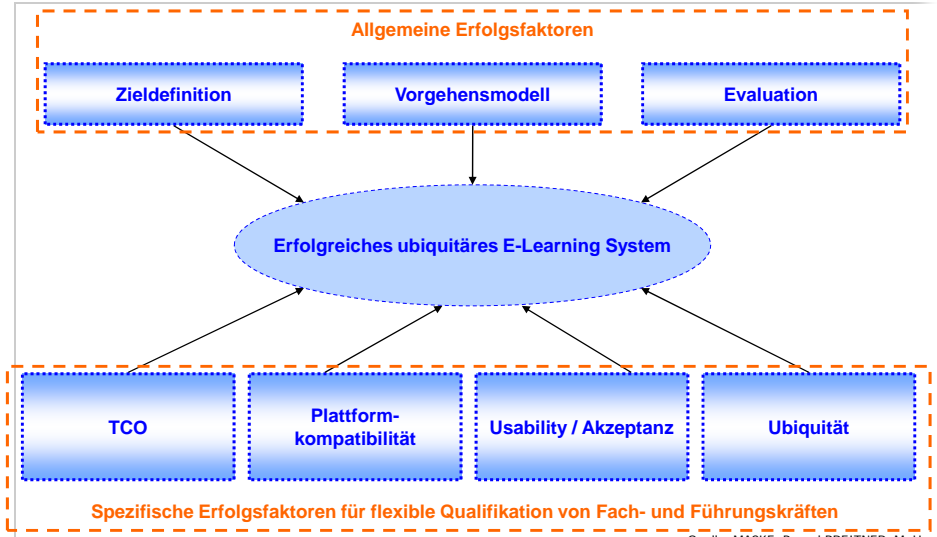 Allgemeine Erfolgsfaktoren
Zieldefinition
Vorgehensmodell
Evaluation
Erfolgreiches ubiquitäres E-Learning System
TCO
Plattform-
kompatibilität
Usability / Akzeptanz
Ubiquität
Spezifische Erfolgsfaktoren für flexible Qualifikation von Fach- und Führungskräften